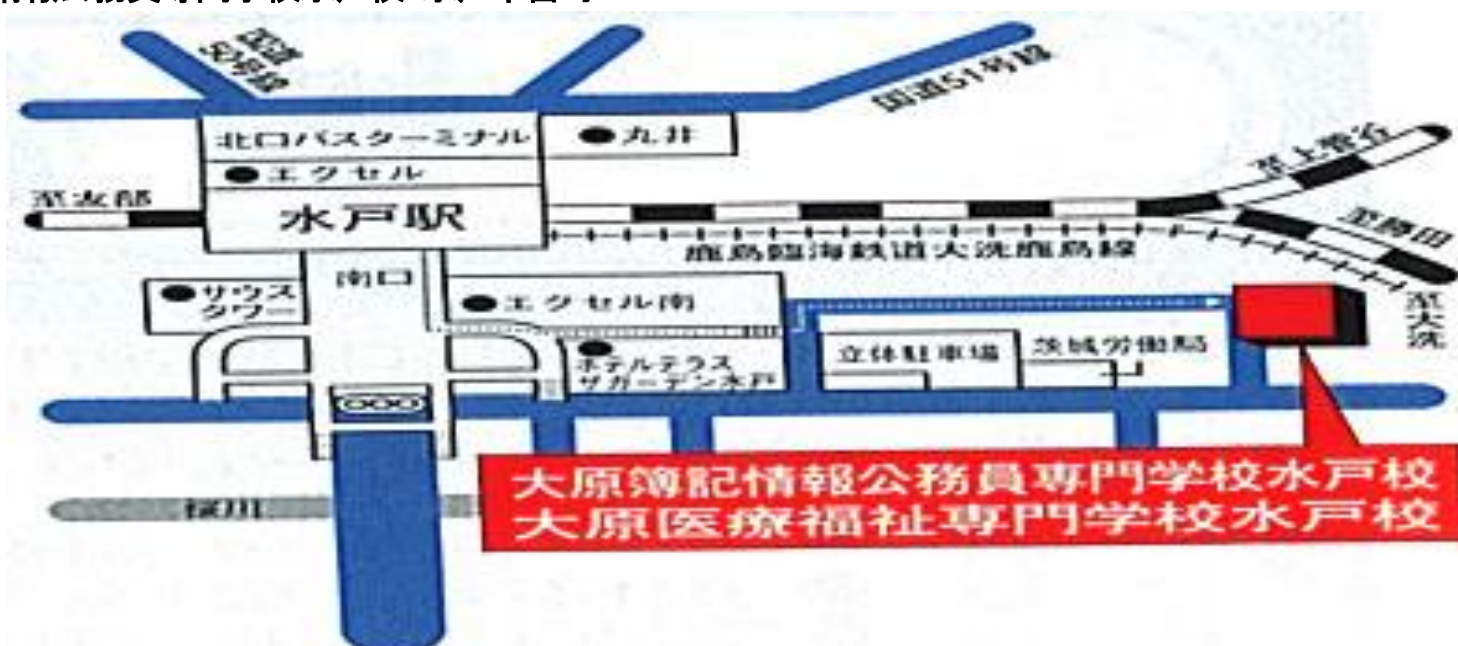 国道
50号線
国道51号線
北口バスターミナル
●丸井
●エクセル
至上菅谷
至友部
水戸駅
至勝田
鹿島臨海鉄道大洗鹿島線
南口
●サウス
タワー
●エクセル南
至大洗
●
ホテルテラス
ザガーデン水戸
立体駐車場
茨城労働局
桜川
大原簿記情報公務員専門学校水戸校
大原医療福祉専門学校水戸校